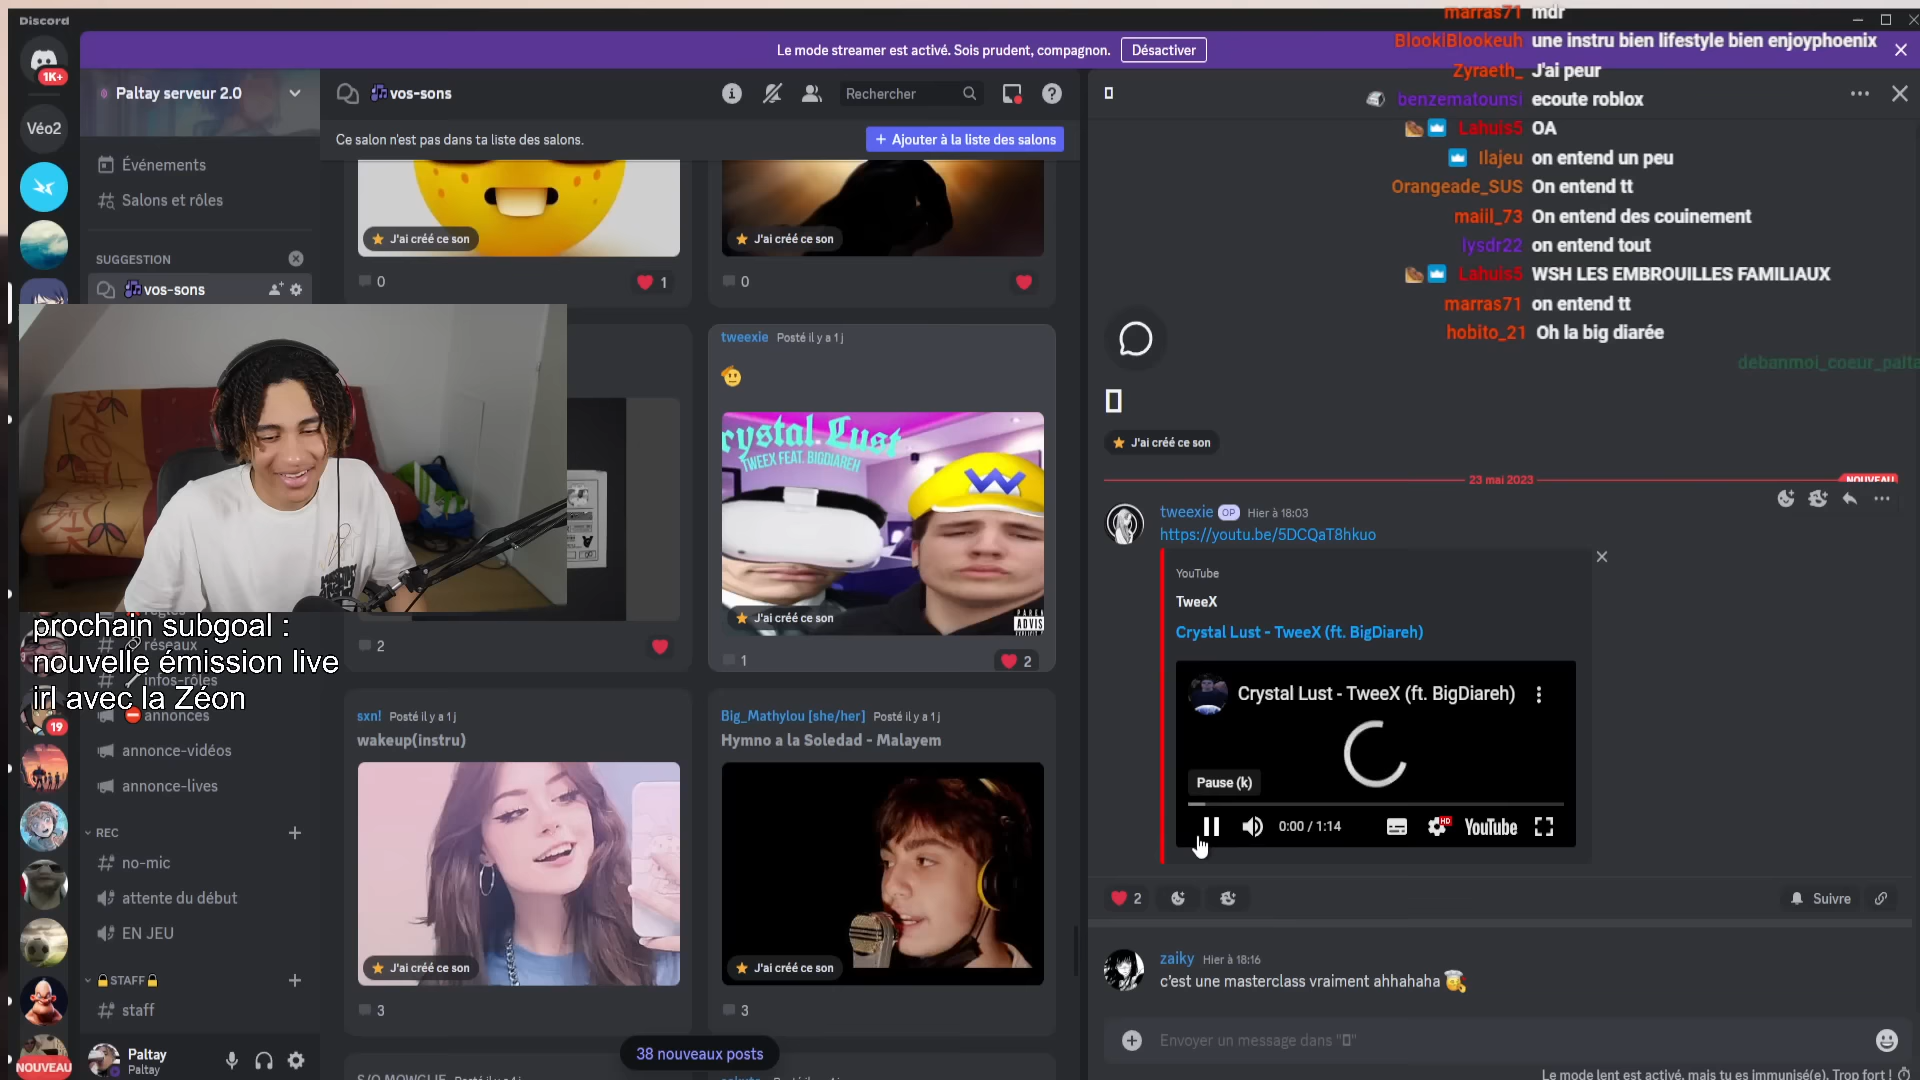 Discord
Le mode streamer est activé. Sois prudent, compagnon.
Désactiver
1K+
Paltay serveur 2.0
Véo2
Événements
Salons et rôles
SUGGESTION
vos-sons
prochain subgoal :
nouvelle émission live
irl avec la Zéon
réseaux
infos-rôles
annonces
19
annonce-vidéos
annonce-lives
REC
no-mic
attente du début
EN JEU
STAFF
staff
NOUVEAU
Paltay
Paltay
vos-sons
Rechercher
Ce salon n'est pas dans ta liste des salons.
+ Ajouter à la liste des salons
J'ai créé ce son
0
1
J'ai créé ce son
0
2
tweexie Posté il y a 1 j
Crystal Lust
TWEEX FEAT. BIGDIAREH
ADVIS
J'ai créé ce son
1
2
sxn! Posté il y a 1 j
wakeup(instru)
J'ai créé ce son
3
Big_Mathylou [she/her] Posté il y a 1 j
Hymno a la Soledad - Malayem
J'ai créé ce son
3
38 nouveaux posts
S/O MOWGLIE Posté il y a 1 j
marras71 mdr
BlookiBlookeuh une instru bien lifestyle bien enjoyphoenix
Zyraeth_ J'ai peur
benzematounsi ecoute roblox
Lahuis5 OA
Ilajeu on entend un peu
Orangeade_SUS On entend tt
maiil_73 On entend des couinement
lysdr22 on entend tout
Lahuis5 WSH LES EMBROUILLES FAMILIAUX
marras71 on entend tt
hobito_21 Oh la big diarée
debanmoi_coeur_palta
J'ai créé ce son
23 mai 2023
NOUVEAU
tweexie OP Hier à 18:03
https://youtu.be/5DCQaT8hkuo
YouTube
TweeX
Crystal Lust - TweeX (ft. BigDiareh)
Crystal Lust - TweeX (ft. BigDiareh)
Pause (k)
0:00 / 1:14
HD
YouTube
2
Suivre
zaiky Hier à 18:16
c'est une masterclass vraiment ahhahaha
Envoyer un message dans "▯"
Le mode lent est activé, mais tu es immunisé(e). Trop fort !